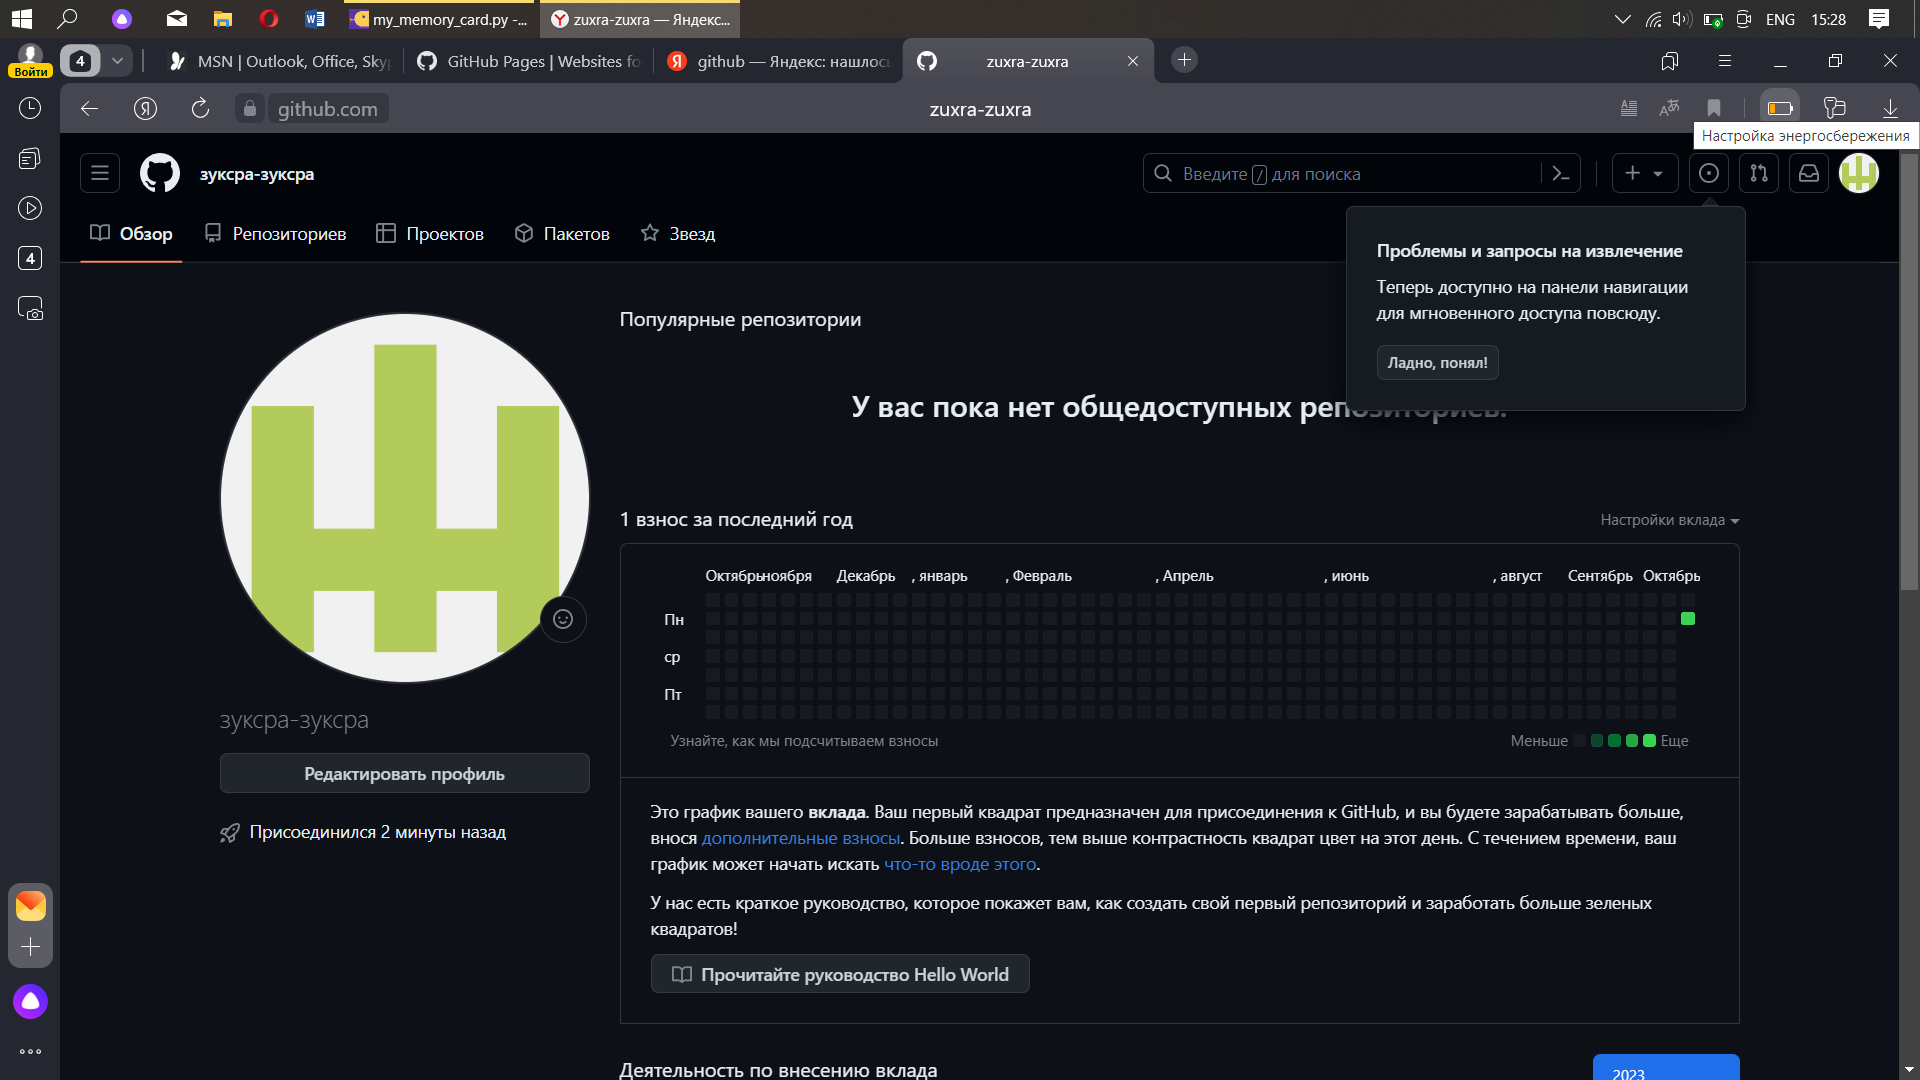 my_memory_card.py -...
zuxra-zuxra — Яндекс...
ENG
15:28
Войти
4
MSN | Outlook, Office, Sky
GitHub Pages | Websites fo
github — Яндекс: нашлось
zuxra-zuxra
github.com
zuxra-zuxra
Настройка энергосбережения
зуксра-зуксра
Введите / для поиска
4
Обзор
Репозиториев
Проектов
Пакетов
Звезд
Проблемы и запросы на извлечение
Теперь доступно на панели навигации
для мгновенного доступа повсюду.
Ладно, понял!
Популярные репозитории
У вас пока нет общедоступных репозиториев.
1 взнос за последний год
Настройки вклада
Октябрь
ноября
Декабрь
, январь
, Февраль
, Апрель
, июнь
, август
Сентябрь
Октябрь
Пн
ср
Пт
Узнайте, как мы подсчитываем взносы
Меньше
Еще
зуксра-зуксра
Редактировать профиль
Присоединился 2 минуты назад
Это график вашего вклада. Ваш первый квадрат предназначен для присоединения к GitHub, и вы будете зарабатывать больше,
внося дополнительные взносы. Больше взносов, тем выше контрастность квадрат цвет на этот день. С течением времени, ваш
график может начать искать что-то вроде этого.
У нас есть краткое руководство, которое покажет вам, как создать свой первый репозиторий и заработать больше зеленых
квадратов!
Прочитайте руководство Hello World
Деятельность по внесению вклада
2023